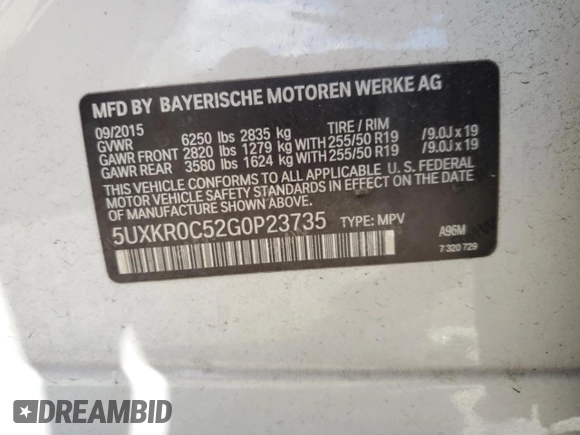 MFD BY BAYERISCHE MOTOREN WERKE AG
09/2015 TIRE / RIM
GVWR 6250 lbs 2835 kg
GAWR FRONT 2820 lbs 1279 kg WITH 255/50 R19 /9.0J x 19
GAWR REAR 3580 lbs 1624 kg WITH 255/50 R19 /9.0J x 19
THIS VEHICLE CONFORMS TO ALL APPLICABLE U.S. FEDERAL
MOTOR VEHICLE SAFETY STANDARDS IN EFFECT ON THE DATE
OF MANUFACTURE SHOWN ABOVE.
5UXKR0C52G0P23735 TYPE: MPV A96M
7 320 729
DREAMBID